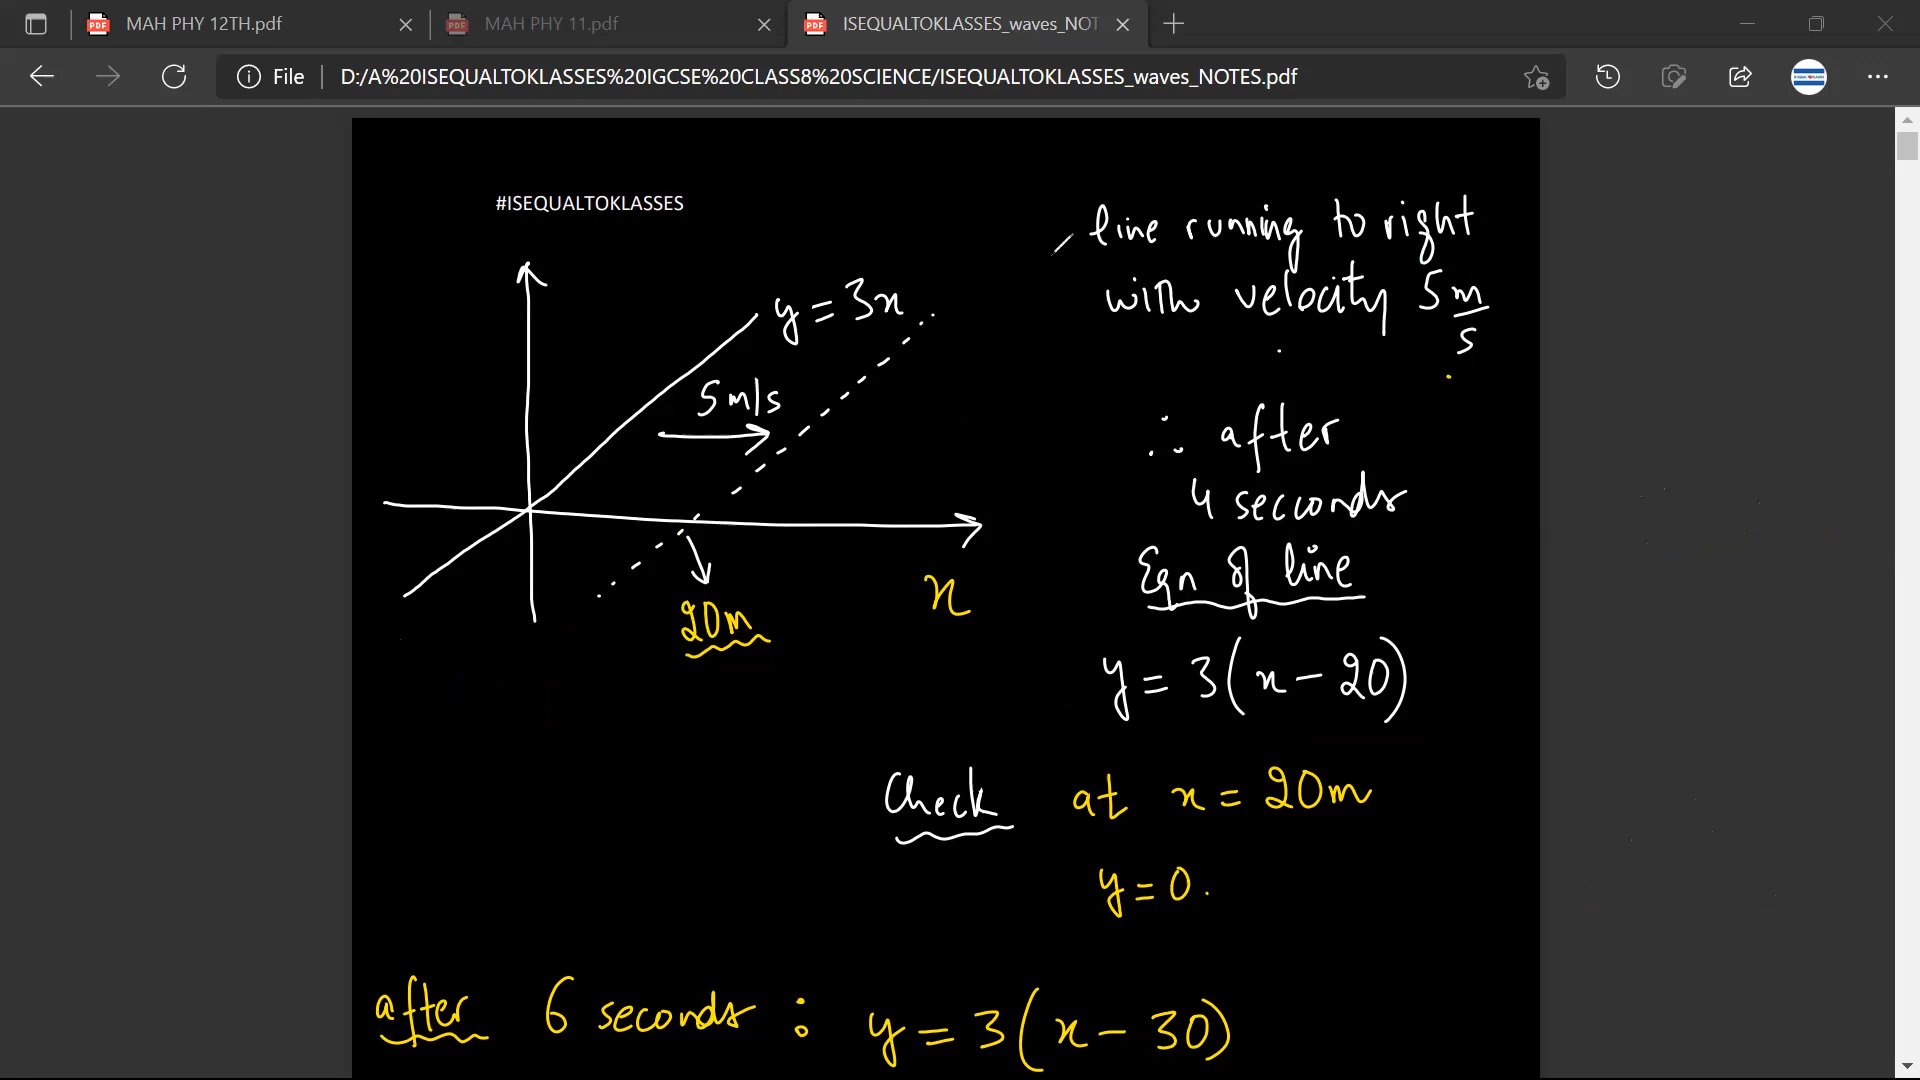 MAH PHY 12TH.pdf
MAH PHY 11.pdf
ISEQUALTOKLASSES_waves_NOT
File
D:/A%20ISEQUALTOKLASSES%20IGCSE%20CLASS8%20SCIENCE/ISEQUALTOKLASSES_waves_NOTES.pdf
#ISEQUALTOKLASSES
line running to right
with velocity 5 m/s
y = 3x
5 m/s
∴ after
4 secconds
Eqn of line
20m
x
y = 3(x - 20)
Check at x = 20m
y = 0.
after 6 seconds : y = 3(x - 30)